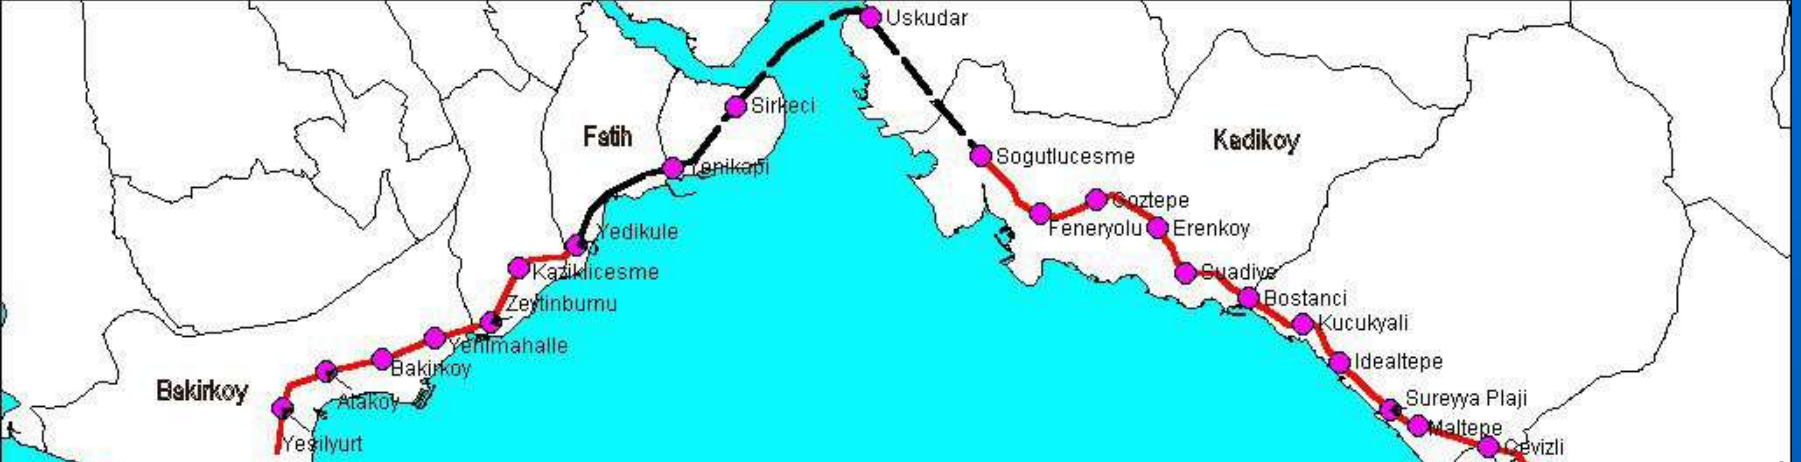 Uskudar
Sirkeci
Fatih
Kadikoy
Sogutlucesme
Yenikapi
Goztepe
Feneryolu
Erenkoy
Yedikule
Kaziklicesme
Suadiye
Zeytinburnu
Bostanci
Kucukyali
Yenimahalle
Bakirkoy
Idealtepe
Bakirkoy
Atakoy
Sureyya Plaji
Maltepe
Yesilyurt
Cevizli